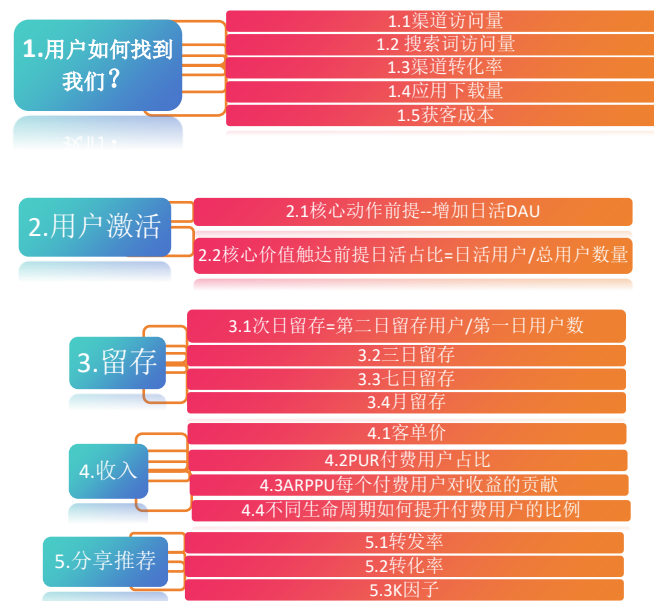 1.用户如何找到
我们？
1.1渠道访问量
1.2 搜索词访问量
1.3渠道转化率
1.4应用下载量
1.5获客成本
2.用户激活
2.1核心动作前提--增加日活DAU
2.2核心价值触达前提日活占比=日活用户/总用户数量
3.留存
3.1次日留存=第二日留存用户/第一日用户数
3.2三日留存
3.3七日留存
3.4月留存
4.收入
4.1客单价
4.2PUR付费用户占比
4.3ARPPU每个付费用户对收益的贡献
4.4不同生命周期如何提升付费用户的比例
5.分享推荐
5.1转发率
5.2转化率
5.3K因子